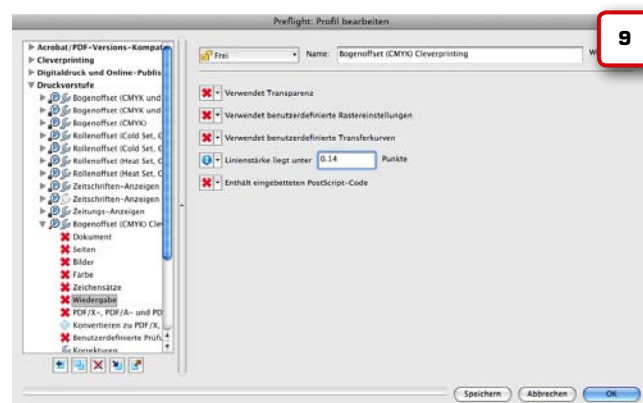 Preflight: Profil bearbeiten
9
Acrobat/PDF-Versions-Kompat
Cleverprinting
Digitaldruck und Online-Publis
Druckvorstufe
Bogenoffset (CMYK und
Bogenoffset (CMYK und
Bogenoffset (CMYK)
Rollenoffset (Cold Set, C
Rollenoffset (Cold Set, C
Rollenoffset (Heat Set, C
Rollenoffset (Heat Set, C
Zeitschriften-Anzeigen
Zeitschriften-Anzeigen
Zeitungs-Anzeigen
Bogenoffset (CMYK) Cle
Dokument
Seiten
Bilder
Farbe
Zeichensätze
Wiedergabe
PDF/X-, PDF/A- und PD
Konvertieren zu PDF/X,
Benutzerdefinierte Prüfu
Korrekturen
Frei
Name: Bogenoffset (CMYK) Cleverprinting
Verwendet Transparenz
Verwendet benutzerdefinierte Rastereinstellungen
Verwendet benutzerdefinierte Transferkurven
Linienstärke liegt unter 0.14 Punkte
Enthält eingebetteten PostScript-Code
Speichern Abbrechen OK